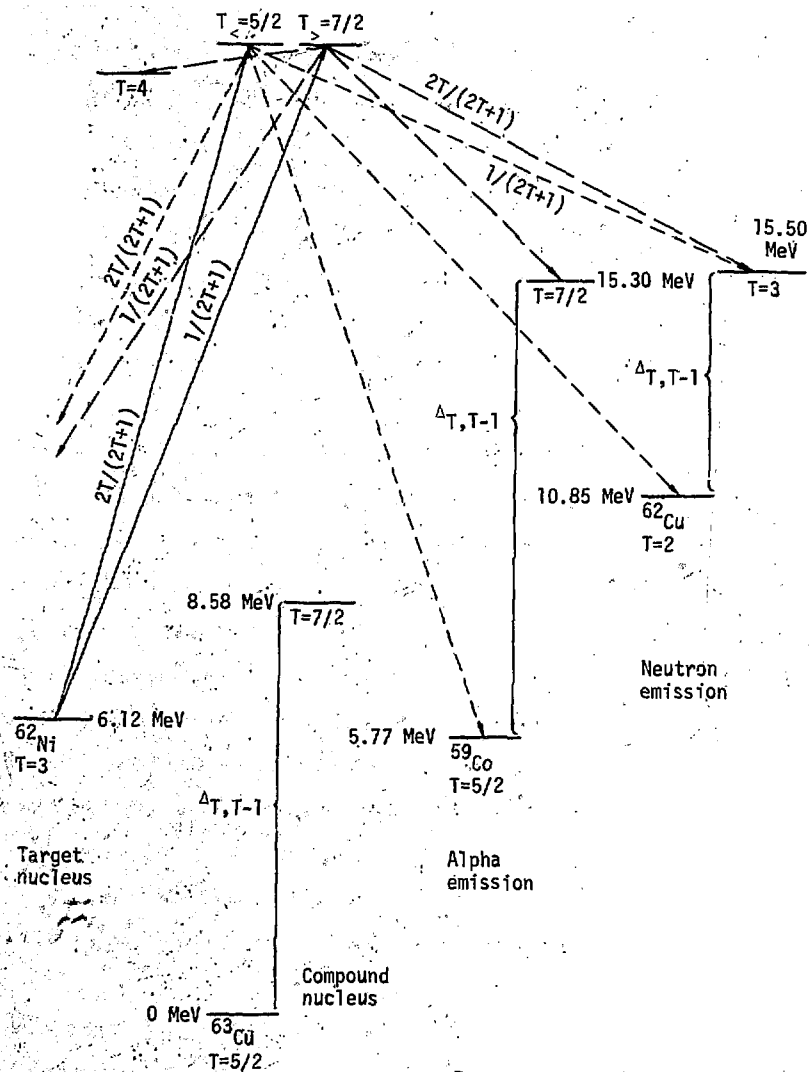 T<=5/2 T>=7/2
T=4
2T/(2T+1)
1/(2T+1)
15.50
MeV
2T/(2T+1)
1/(2T+1)
1/(2T+1)
15.30 MeV
T=7/2
T=3
ΔT,T-1
ΔT,T-1
2T/(2T+1)
10.85 MeV
62Cu
T=2
8.58 MeV
T=7/2
Neutron
emission
6.12 MeV
62Ni
T=3
5.77 MeV
59Co
T=5/2
ΔT,T-1
Target
nucleus
Alpha
emission
Compound
nucleus
0 MeV
63Cu
T=5/2